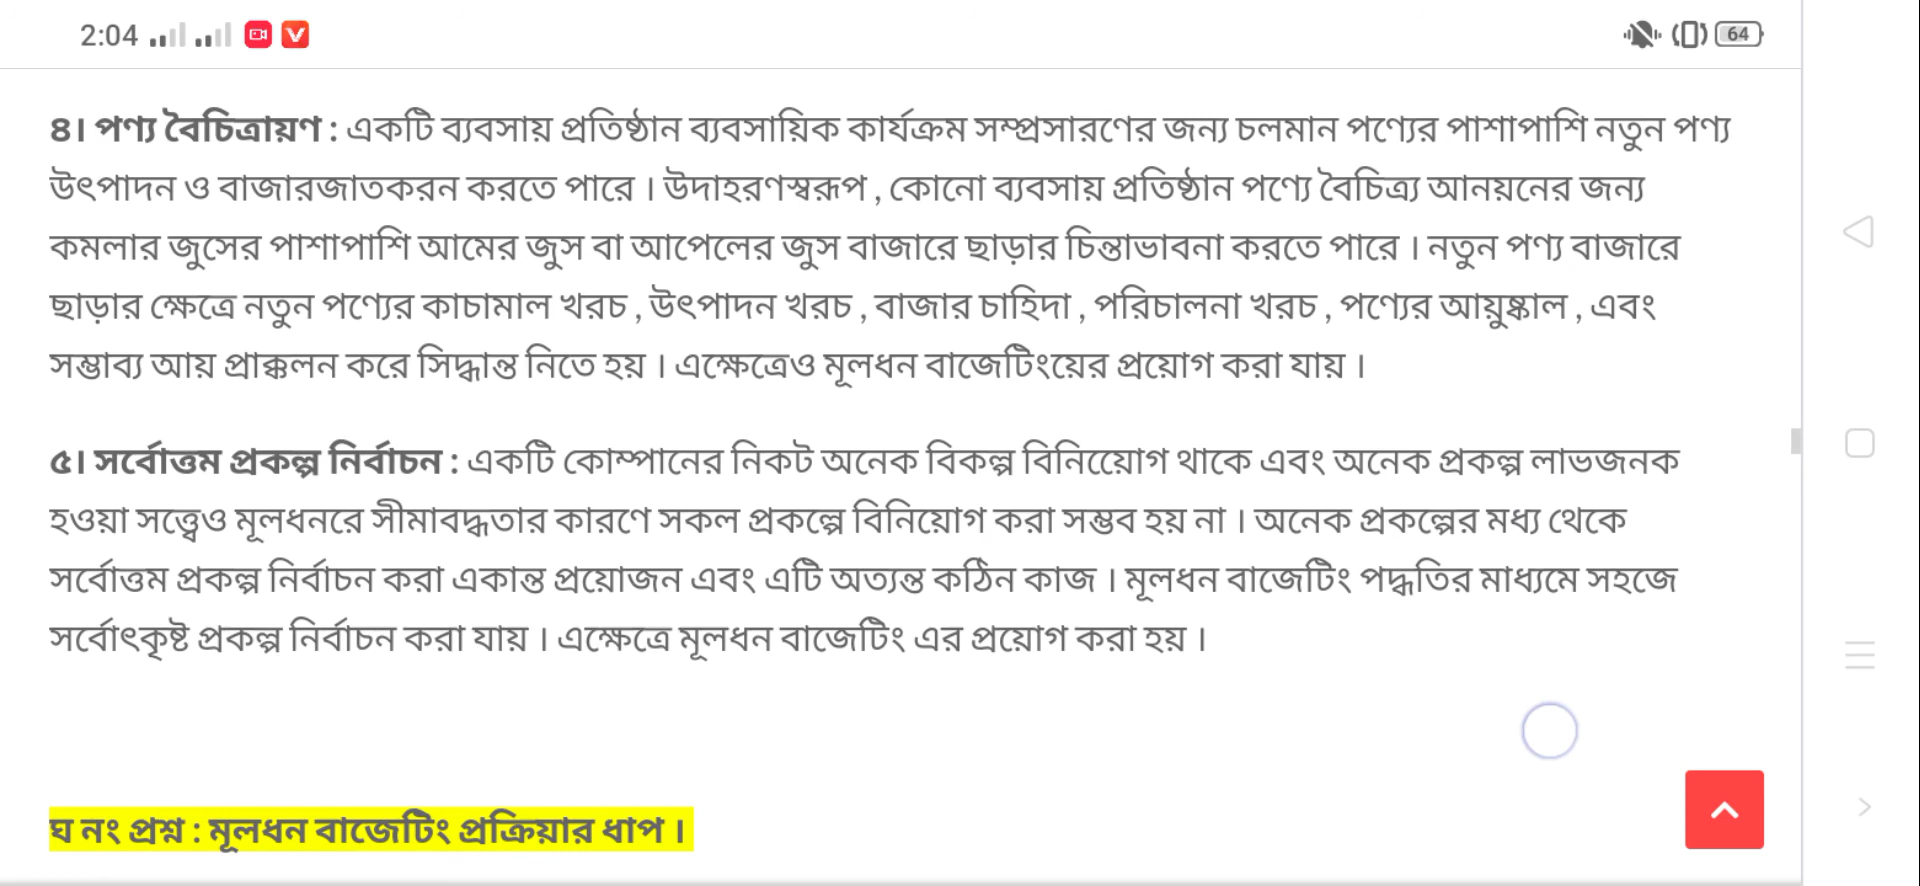 2:04
64
৪। পণ্য বৈচিত্রায়ণ : একটি ব্যবসায় প্রতিষ্ঠান ব্যবসায়িক কার্যক্রম সম্প্রসারণের জন্য চলমান পণ্যের পাশাপাশি নতুন পণ্য
উৎপাদন ও বাজারজাতকরন করতে পারে । উদাহরণস্বরূপ , কোনো ব্যবসায় প্রতিষ্ঠান পণ্যে বৈচিত্র্য আনয়নের জন্য
কমলার জুসের পাশাপাশি আমের জুস বা আপেলের জুস বাজারে ছাড়ার চিন্তাভাবনা করতে পারে । নতুন পণ্য বাজারে
ছাড়ার ক্ষেত্রে নতুন পণ্যের কাচামাল খরচ , উৎপাদন খরচ , বাজার চাহিদা , পরিচালনা খরচ , পণ্যের আয়ুষ্কাল , এবং
সম্ভাব্য আয় প্রাক্কলন করে সিদ্ধান্ত নিতে হয় । এক্ষেত্রেও মূলধন বাজেটিংয়ের প্রয়োগ করা যায় ।
৫। সর্বোত্তম প্রকল্প নির্বাচন : একটি কোম্পানের নিকট অনেক বিকল্প বিনিয়োেগ থাকে এবং অনেক প্রকল্প লাভজনক
হওয়া সত্ত্বেও মূলধনরে সীমাবদ্ধতার কারণে সকল প্রকল্পে বিনিয়োগ করা সম্ভব হয় না । অনেক প্রকল্পের মধ্য থেকে
সর্বোত্তম প্রকল্প নির্বাচন করা একান্ত প্রয়োজন এবং এটি অত্যন্ত কঠিন কাজ । মূলধন বাজেটিং পদ্ধতির মাধ্যমে সহজে
সর্বোৎকৃষ্ট প্রকল্প নির্বাচন করা যায় । এক্ষেত্রে মূলধন বাজেটিং এর প্রয়োগ করা হয় ।
ঘ নং প্রশ্ন : মূলধন বাজেটিং প্রক্রিয়ার ধাপ ।